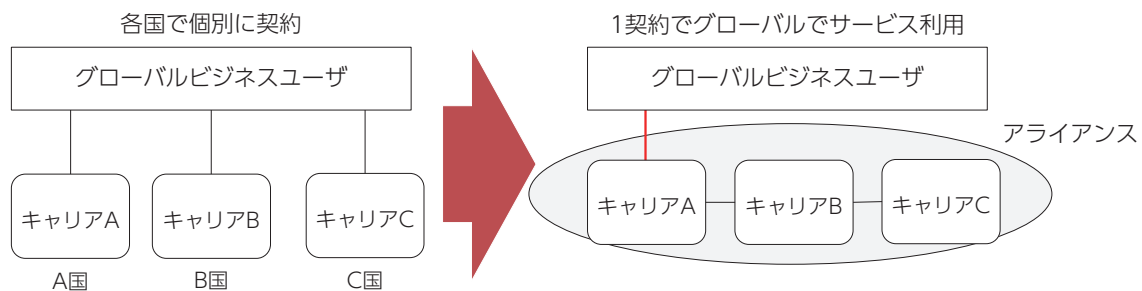 各国で個別に契約
グローバルビジネスユーザ
キャリアA
キャリアB
キャリアC
A国
B国
C国
1契約でグローバルでサービス利用
グローバルビジネスユーザ
アライアンス
キャリアA
キャリアB
キャリアC